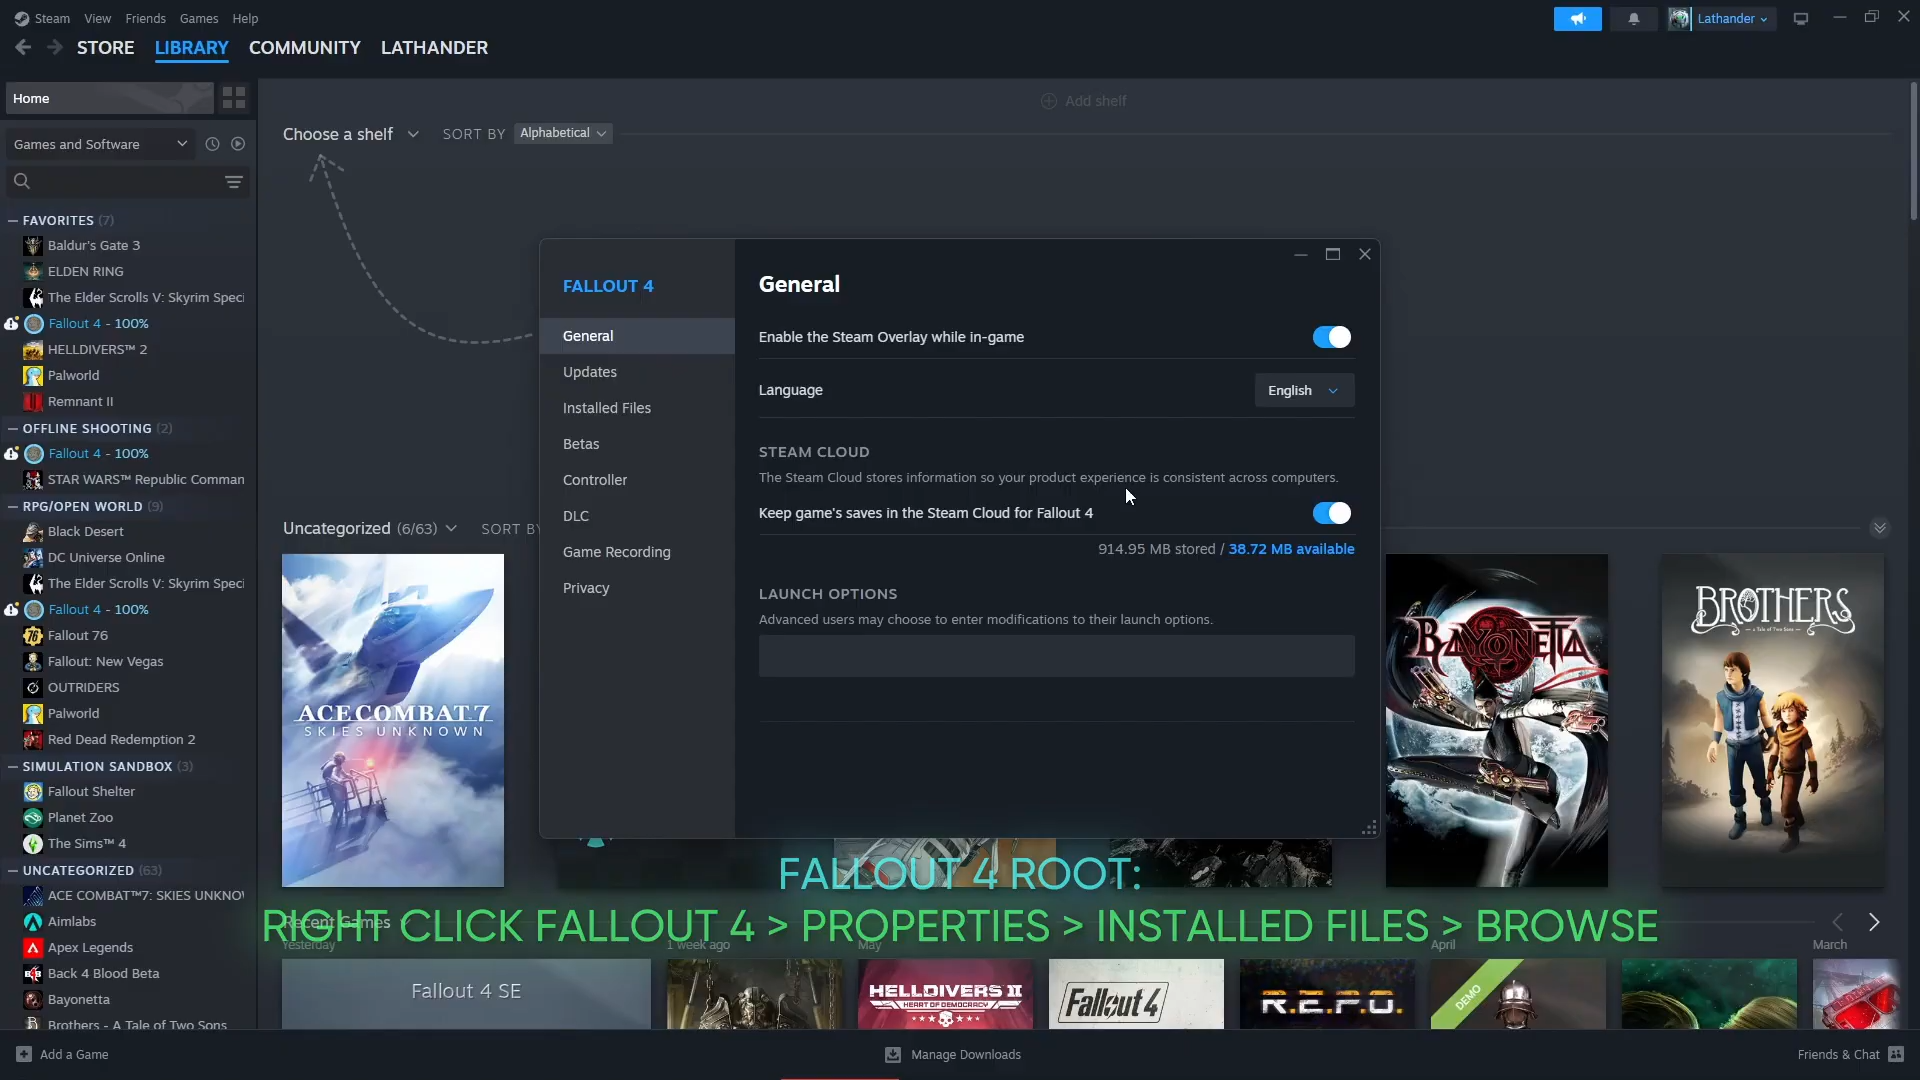 Steam View Friends Games Help
Lathander
STORE LIBRARY COMMUNITY LATHANDER
Home
Add shelf
Choose a shelf SORT BY Alphabetical
Games and Software
FAVORITES (7)
Baldur's Gate 3
ELDEN RING
The Elder Scrolls V: Skyrim Speci
Fallout 4 - 100%
HELLDIVERS™ 2
Palworld
Remnant II
OFFLINE SHOOTING (2)
Fallout 4 - 100%
STAR WARS™ Republic Comman
RPG/OPEN WORLD (9)
Black Desert
DC Universe Online
The Elder Scrolls V: Skyrim Speci
Fallout 4 - 100%
Fallout 76
Fallout: New Vegas
OUTRIDERS
Palworld
Red Dead Redemption 2
SIMULATION SANDBOX (3)
Fallout Shelter
Planet Zoo
The Sims™ 4
UNCATEGORIZED (63)
ACE COMBAT™7: SKIES UNKNO
Aimlabs
Apex Legends
Back 4 Blood Beta
Bayonetta
Brothers - A Tale of Two Sons
FALLOUT 4
General
Updates
Installed Files
Betas
Controller
DLC
Game Recording
Privacy
General
Enable the Steam Overlay while in-game
Language English
STEAM CLOUD
The Steam Cloud stores information so your product experience is consistent across computers.
Keep game's saves in the Steam Cloud for Fallout 4
914.95 MB stored / 38.72 MB available
LAUNCH OPTIONS
Advanced users may choose to enter modifications to their launch options.
Uncategorized (6/63) SORT BY
ACE COMBAT 7
SKIES UNKNOWN
BAYONETTA
BROTHERS
a Tale of Two Sons
FALLOUT 4 ROOT:
RIGHT CLICK FALLOUT 4 > PROPERTIES > INSTALLED FILES > BROWSE
Recent Games
Yesterday 1 week ago May April March
Fallout 4 SE
HELLDIVERS II
HEART OF DEMOCRACY
Fallout 4
R.E.P.O.
DEMO
Add a Game Manage Downloads Friends & Chat